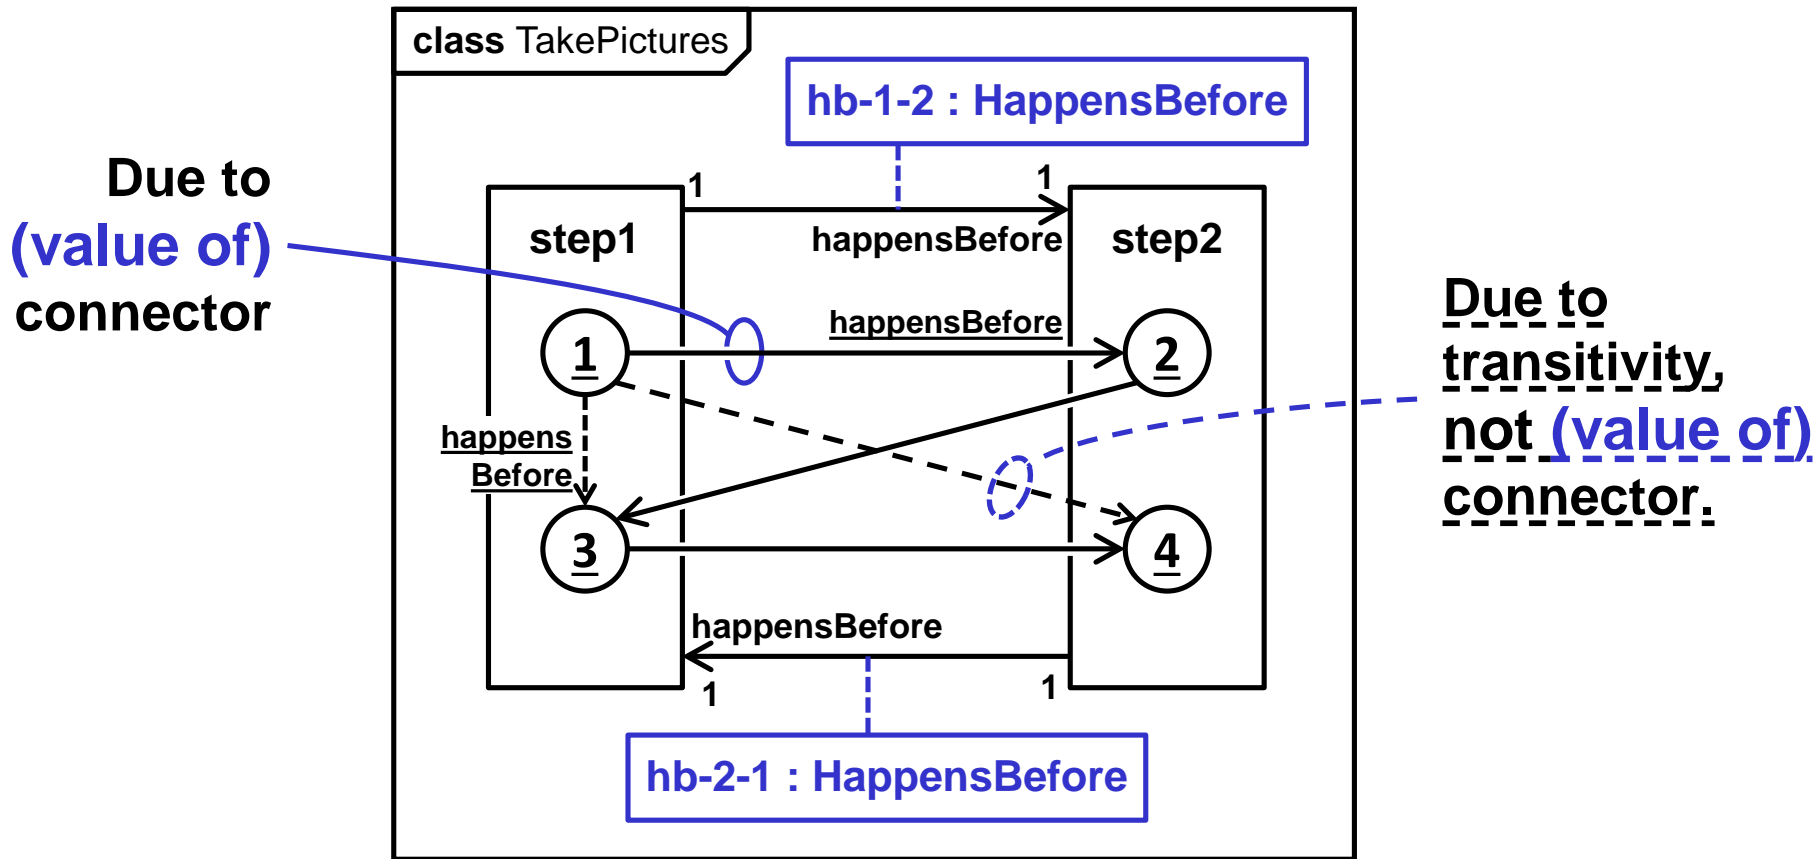 class TakePictures
hb-1-2 : HappensBefore
Due to
(value of)
connector
1
1
happensBefore
step1
step2
happensBefore
1
2
happens
Before
3
4
Due to
transitivity,
not (value of)
connector.
happensBefore
1
1
hb-2-1 : HappensBefore